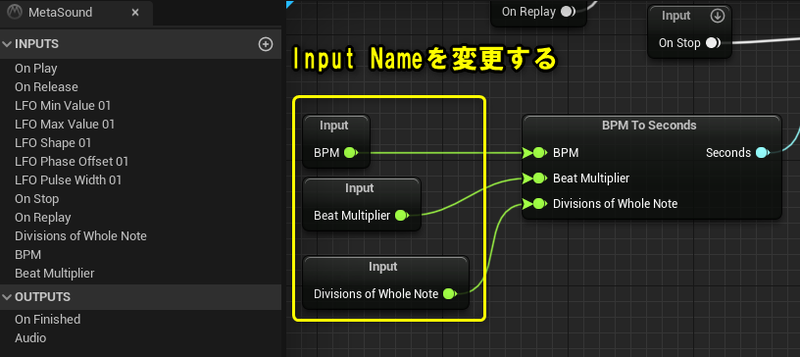 MetaSound
INPUTS
On Play
On Release
LFO Min Value 01
LFO Max Value 01
LFO Shape 01
LFO Phase Offset 01
LFO Pulse Width 01
On Stop
On Replay
Divisions of Whole Note
BPM
Beat Multiplier
OUTPUTS
On Finished
Audio
On Replay
Input
On Stop
Input Nameを変更する
Input
BPM
Input
Beat Multiplier
Input
Divisions of Whole Note
BPM To Seconds
BPM
Seconds
Beat Multiplier
Divisions of Whole Note